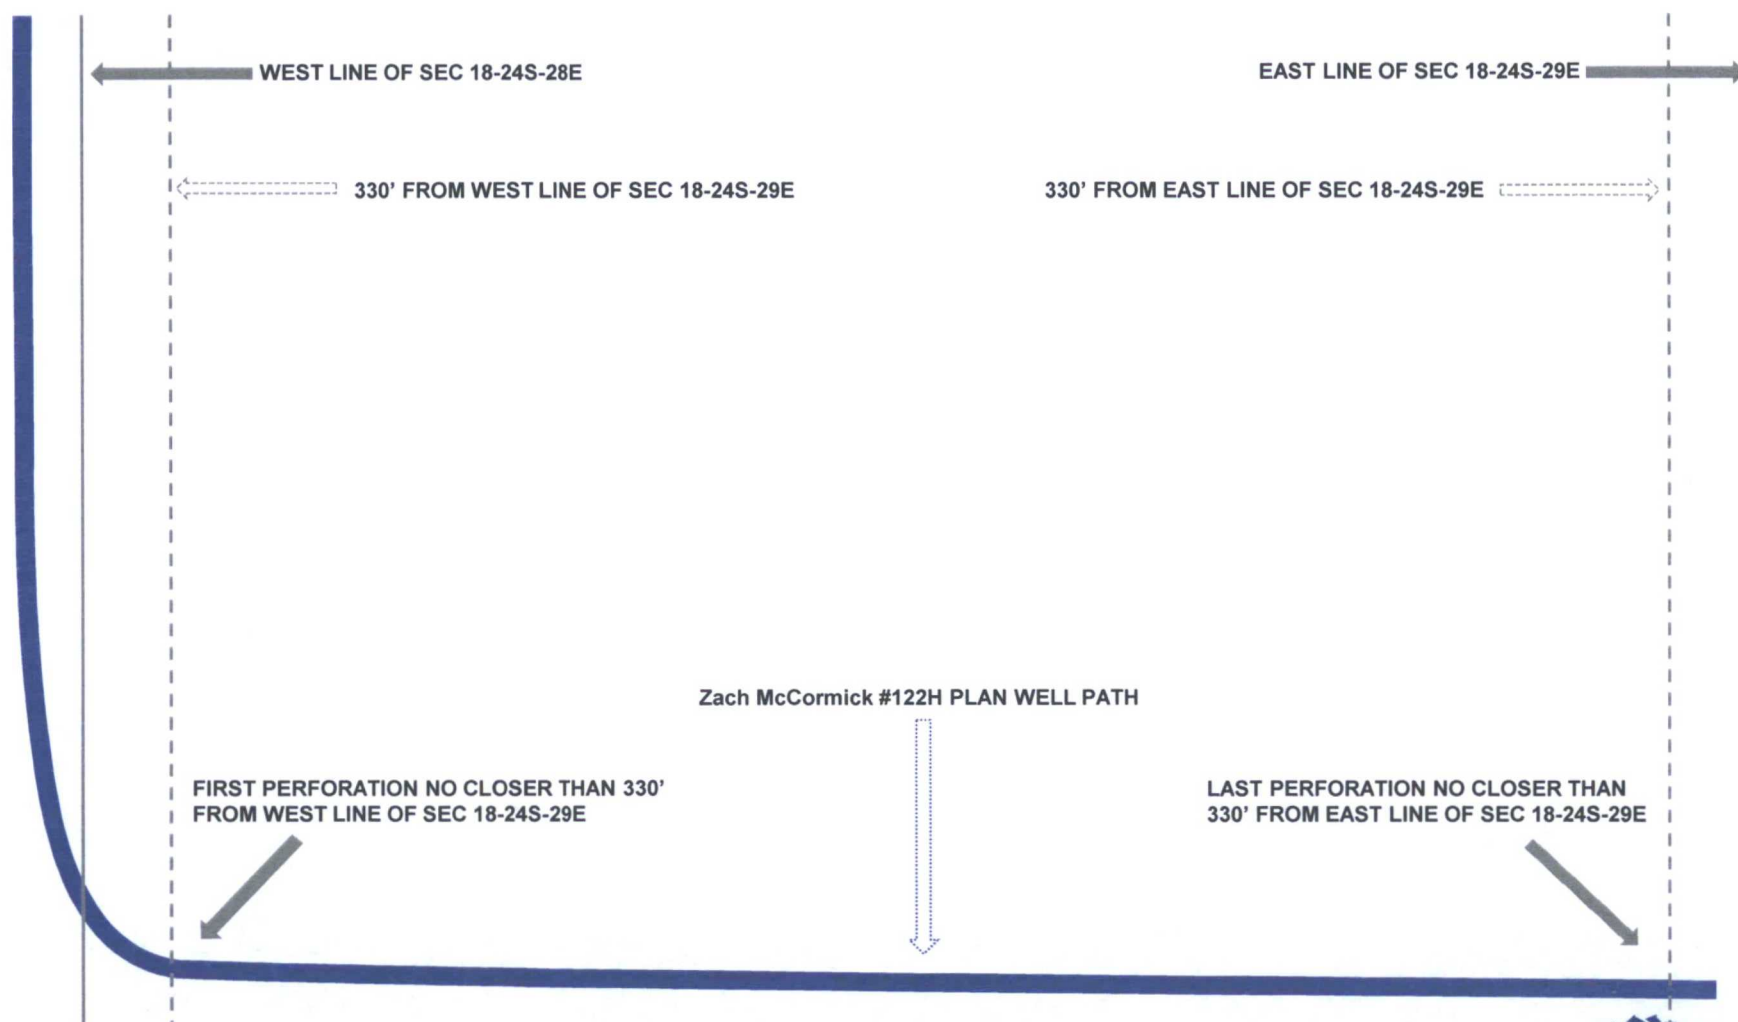 WEST LINE OF SEC 18-24S-28E
EAST LINE OF SEC 18-24S-29E
330' FROM WEST LINE OF SEC 18-24S-29E
330' FROM EAST LINE OF SEC 18-24S-29E
Zach McCormick #122H PLAN WELL PATH
FIRST PERFORATION NO CLOSER THAN 330'
FROM WEST LINE OF SEC 18-24S-29E
LAST PERFORATION NO CLOSER THAN
330' FROM EAST LINE OF SEC 18-24S-29E